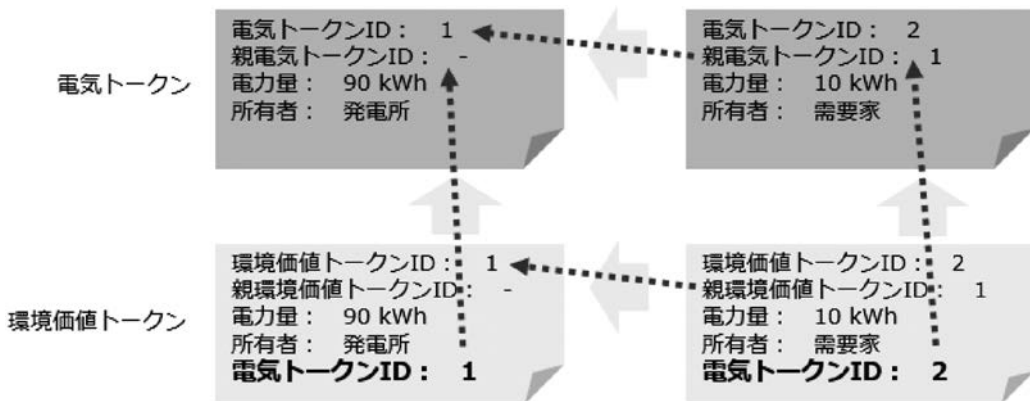 電気トークン
電気トークンID： 1
親電気トークンID： -
電力量： 90 kWh
所有者： 発電所
電気トークンID： 2
親電気トークンID： 1
電力量： 10 kWh
所有者： 需要家
環境価値トークン
環境価値トークンID： 1
親環境価値トークンID： -
電力量： 90 kWh
所有者： 発電所
電気トークンID： 1
環境価値トークンID： 2
親環境価値トークンID： 1
電力量： 10 kWh
所有者： 需要家
電気トークンID： 2